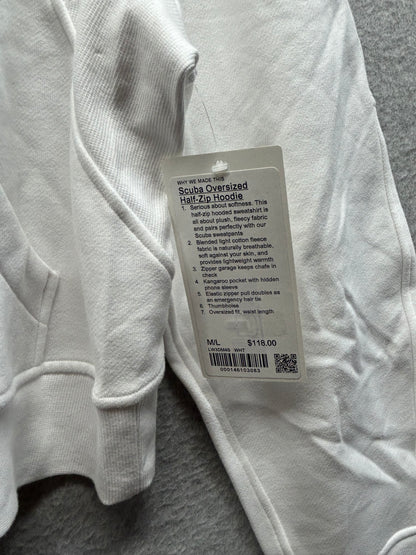 WHY WE MADE THIS
Scuba Oversized
Half-Zip Hoodie
1. Serious about softness. This
half-zip hooded sweatshirt is
all about plush, fleecy fabric
and pairs perfectly with our
Scuba sweatpants
2. Blended light cotton fleece
fabric is naturally breathable,
soft against your skin, and
provides lightweight warmth
3. Zipper garage keeps chafe in
check
4. Kangaroo pocket with hidden
phone sleeve
5. Elastic zipper pull doubles as
an emergency hair tie
6. Thumbholes
7. Oversized fit, waist length
M/L $118.00
WHT
000146103083